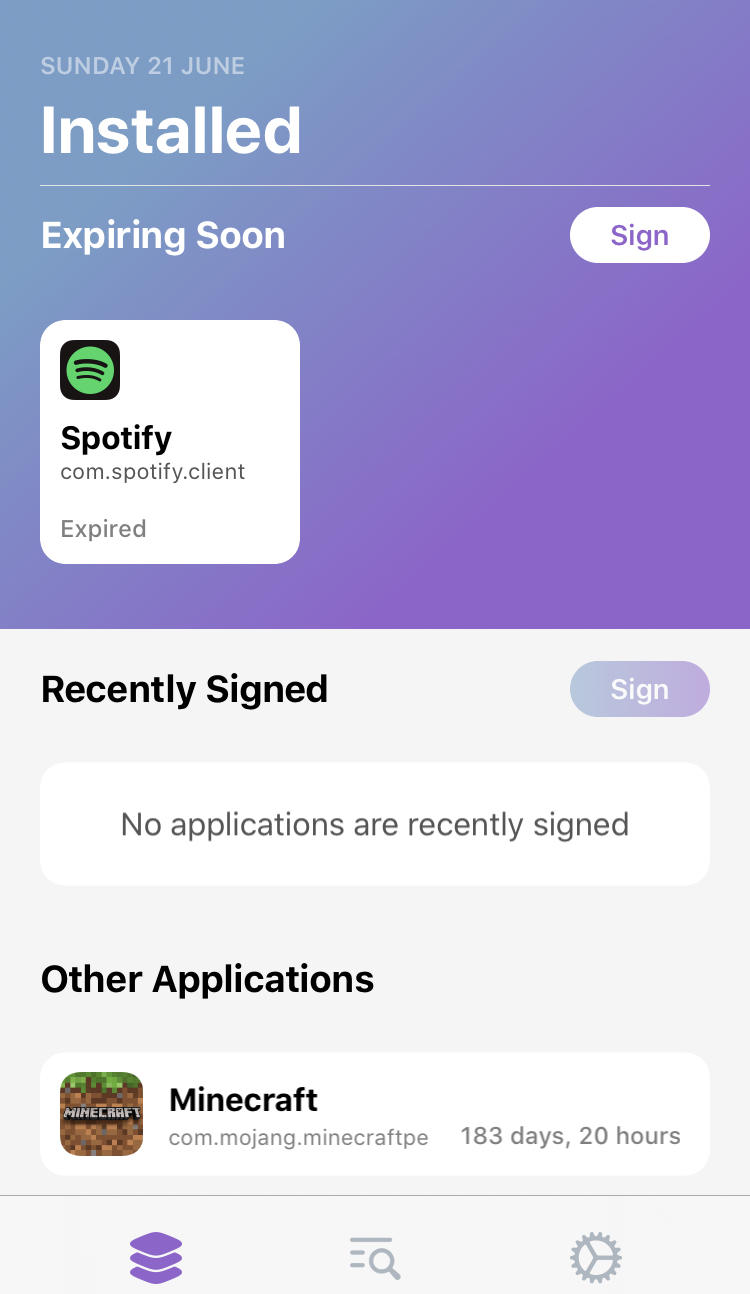 SUNDAY 21 JUNE
Installed
Expiring Soon
Sign
Spotify
com.spotify.client
Expired
Recently Signed
Sign
No applications are recently signed
Other Applications
MINECRAFT
Minecraft
com.mojang.minecraftpe
183 days, 20 hours